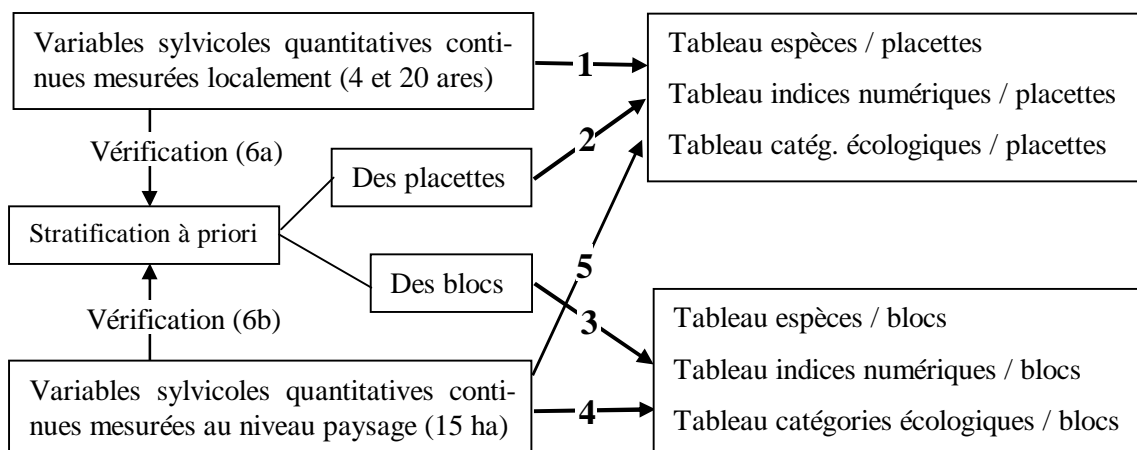 Variables sylvicoles quantitatives conti-
nues mesurées localement (4 et 20 ares)
1
Tableau espèces / placettes
Tableau indices numériques / placettes
Tableau catég. écologiques / placettes
Vérification (6a)
2
Des placettes
Stratification à priori
5
Des blocs
3
Vérification (6b)
Tableau espèces / blocs
Tableau indices numériques / blocs
Tableau catégories écologiques / blocs
Variables sylvicoles quantitatives conti-
nues mesurées au niveau paysage (15 ha)
4